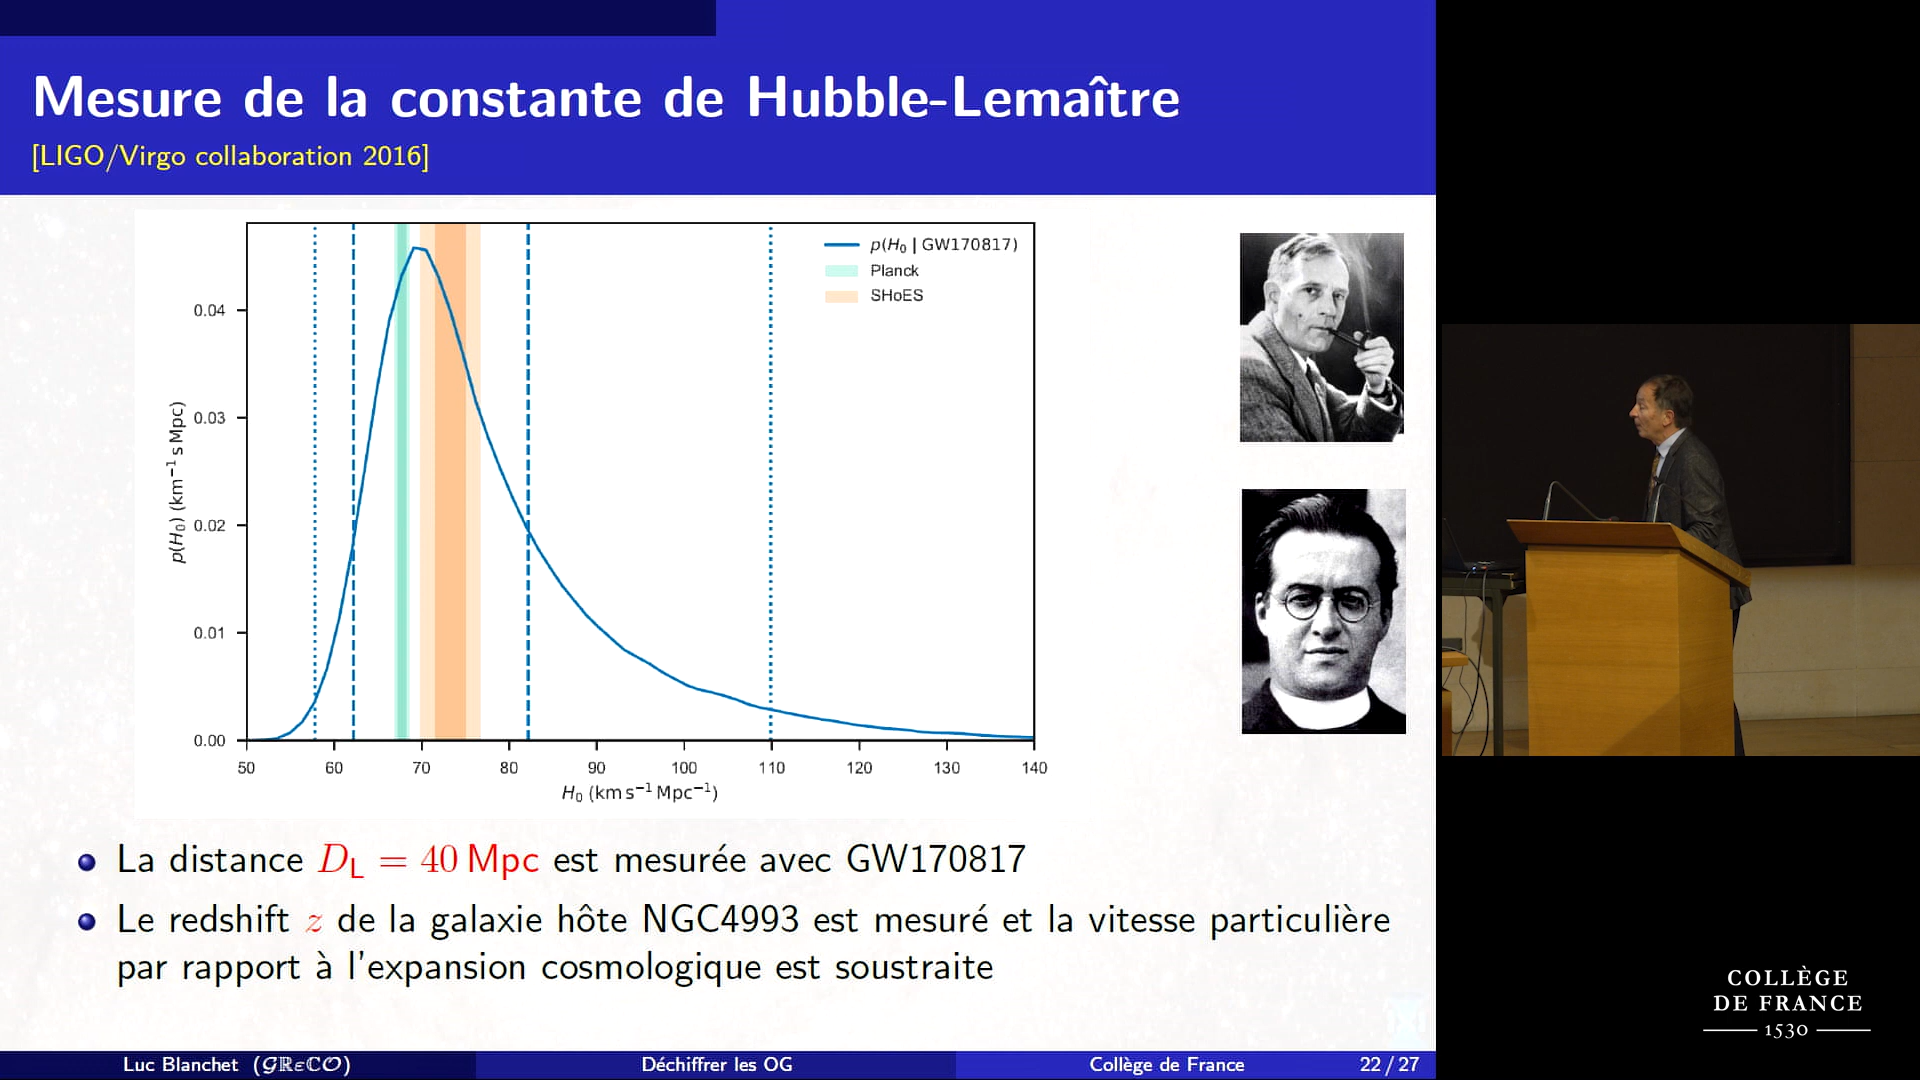 Mesure de la constante de Hubble-Lemaître
[LIGO/Virgo collaboration 2016]
p(H₀ | GW170817)
Planck
SHoES
p(H₀) (km⁻¹ s Mpc)
0.04
0.03
0.02
0.01
0.00
50 60 70 80 90 100 110 120 130 140
H₀ (km s⁻¹ Mpc⁻¹)
La distance D_L = 40 Mpc est mesurée avec GW170817
Le redshift z de la galaxie hôte NGC4993 est mesuré et la vitesse particulière
par rapport à l'expansion cosmologique est soustraite
Luc Blanchet (𝒢ℝεℂ𝒪) Déchiffrer les OG Collège de France 22 / 27
COLLÈGE
DE FRANCE
1530